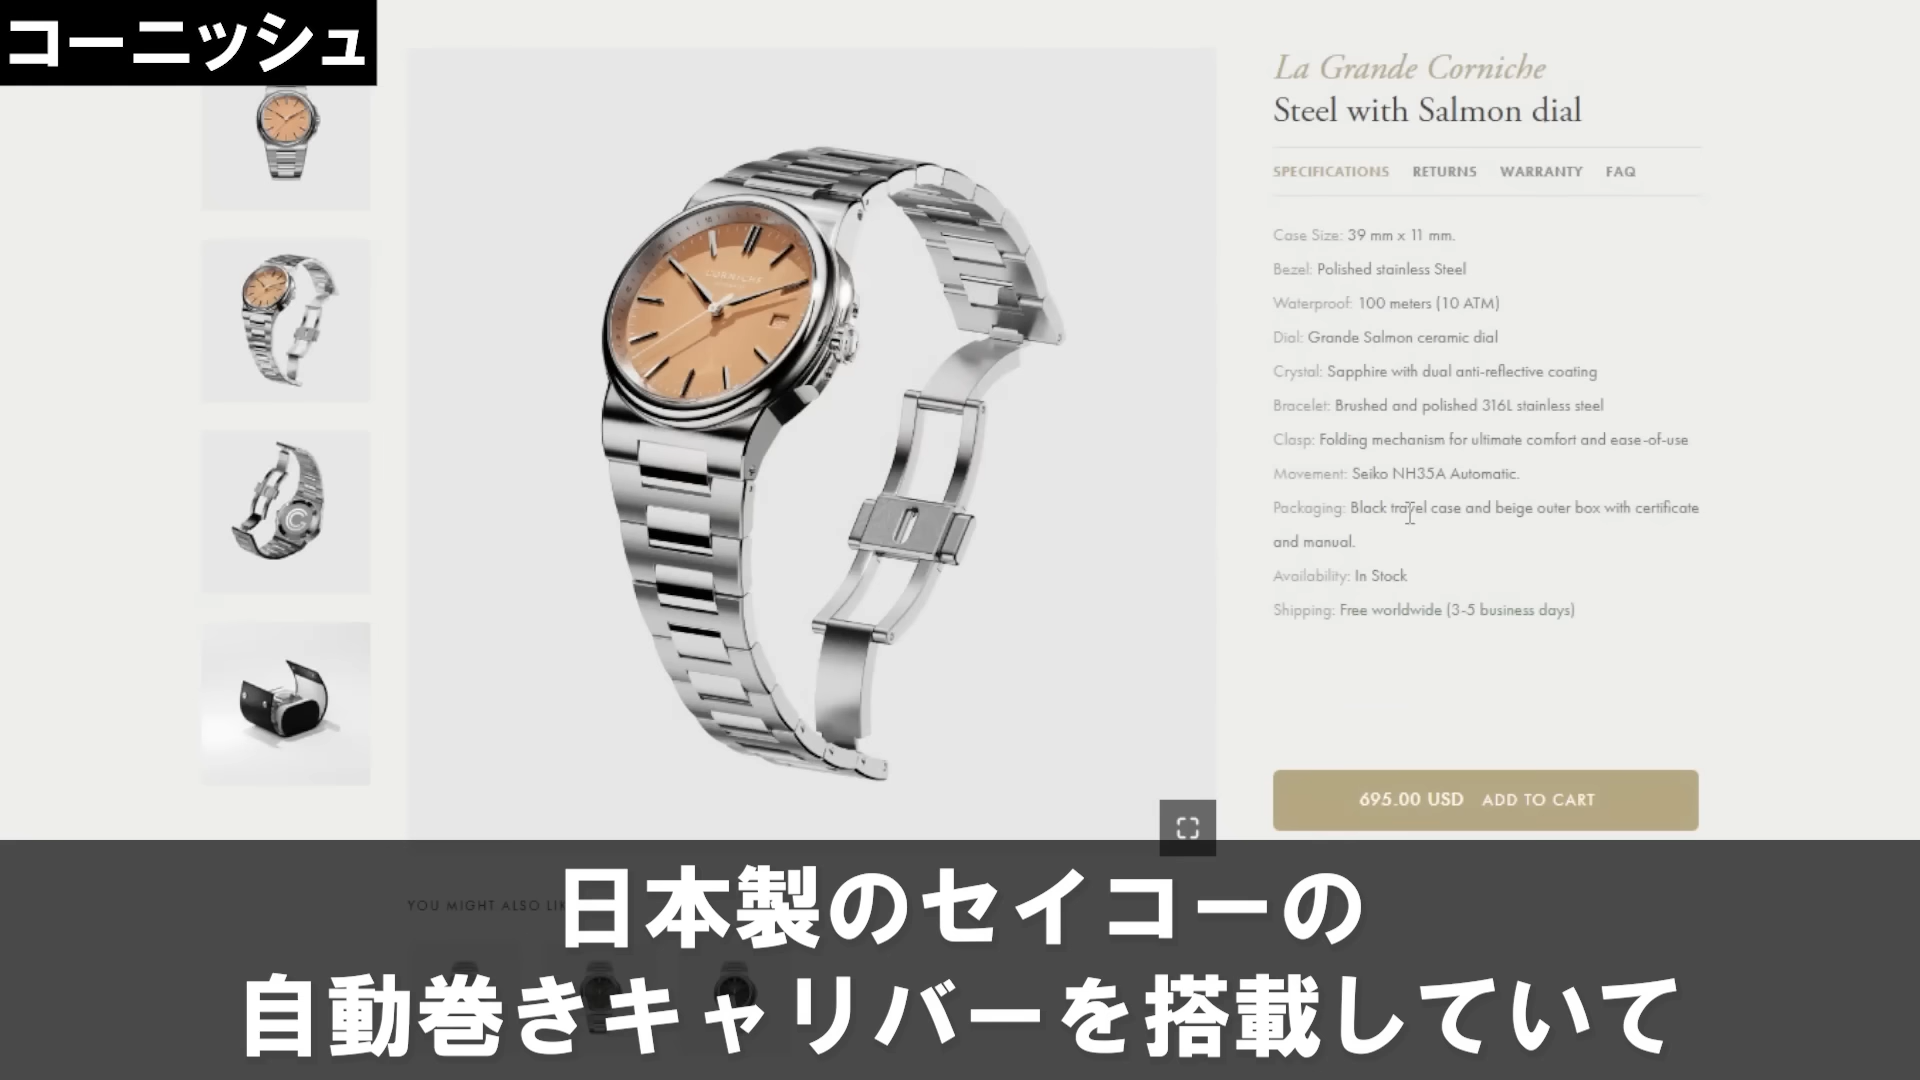 コーニッシュ
La Grande Corniche
Steel with Salmon dial
SPECIFICATIONS RETURNS WARRANTY FAQ
Case Size: 39 mm x 11 mm.
Bezel: Polished stainless Steel
Waterproof: 100 meters (10 ATM)
Dial: Grande Salmon ceramic dial
Crystal: Sapphire with dual anti-reflective coating
Bracelet: Brushed and polished 316L stainless steel
Clasp: Folding mechanism for ultimate comfort and ease-of-use
Movement: Seiko NH35A Automatic.
Packaging: Black travel case and beige outer box with certificate
and manual.
Availability: In Stock
Shipping: Free worldwide (3-5 business days)
CORNICHE
695.00 USD ADD TO CART
YOU MIGHT ALSO
日本製のセイコーの
自動巻きキャリバーを搭載していて